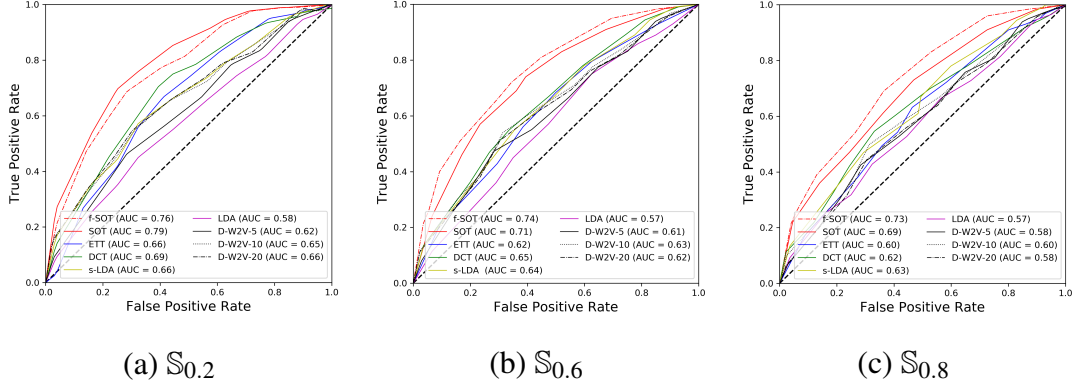 True Positive Rate
1.0
0.8
0.6
0.4
0.2
0.0
f-SOT (AUC = 0.76)
SOT (AUC = 0.79)
ETT (AUC = 0.66)
DCT (AUC = 0.69)
s-LDA (AUC = 0.66)
LDA (AUC = 0.58)
D-W2V-5 (AUC = 0.62)
D-W2V-10 (AUC = 0.65)
D-W2V-20 (AUC = 0.66)
0.0 0.2 0.4 0.6 0.8 1.0
False Positive Rate
(a) 𝕊0.2
True Positive Rate
1.0
0.8
0.6
0.4
0.2
0.0
f-SOT (AUC = 0.74)
SOT (AUC = 0.71)
ETT (AUC = 0.62)
DCT (AUC = 0.65)
s-LDA (AUC = 0.64)
LDA (AUC = 0.57)
D-W2V-5 (AUC = 0.61)
D-W2V-10 (AUC = 0.63)
D-W2V-20 (AUC = 0.62)
0.0 0.2 0.4 0.6 0.8 1.0
False Positive Rate
(b) 𝕊0.6
True Positive Rate
1.0
0.8
0.6
0.4
0.2
0.0
f-SOT (AUC = 0.73)
SOT (AUC = 0.69)
ETT (AUC = 0.60)
DCT (AUC = 0.62)
s-LDA (AUC = 0.63)
LDA (AUC = 0.57)
D-W2V-5 (AUC = 0.58)
D-W2V-10 (AUC = 0.60)
D-W2V-20 (AUC = 0.58)
0.0 0.2 0.4 0.6 0.8 1.0
False Positive Rate
(c) 𝕊0.8